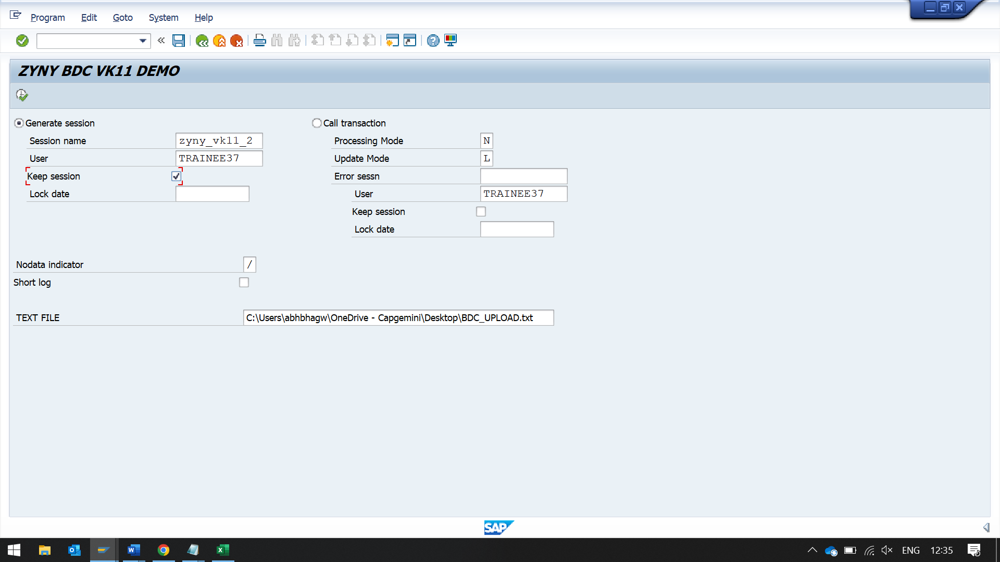 Program Edit Goto System Help
ZYNY BDC VK11 DEMO
Generate session Call transaction
Session name zyny_vk11_2 Processing Mode N
User TRAINEE37 Update Mode L
Keep session Error sessn
Lock date User TRAINEE37
Keep session
Lock date
Nodata indicator /
Short log
TEXT FILE C:\Users\abhbhagw\OneDrive - Capgemini\Desktop\BDC_UPLOAD.txt
SAP
ENG 12:35